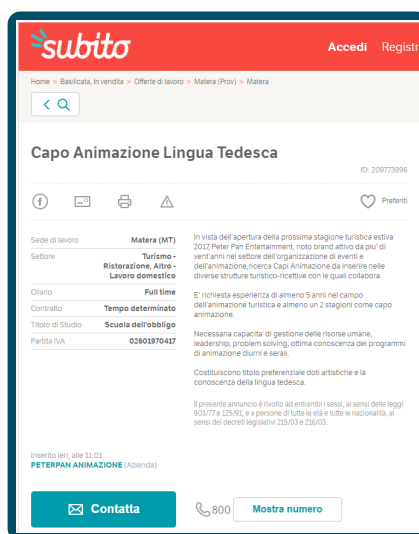 subito
Accedi Registr
Home > Basilicata, In vendita > Offerte di lavoro > Matera (Prov) > Matera
Capo Animazione Lingua Tedesca
ID: 209773996
Preferiti
Sede di lavoro Matera (MT)
Settore Turismo -
Ristorazione, Altro -
Lavoro domestico
Orario Full time
Contratto Tempo determinato
Titolo di Studio Scuola dell'obbligo
Partita IVA 02601970417
In vista dell'apertura della prossima stagione turistica estiva
2017, Peter Pan Entertainment, noto brand attivo da piu' di
vent'anni nel settore dell'organizzazione di eventi e
dell'animazione,ricerca Capi Animazione da inserire nelle
diverse strutture turistico-ricettive con le quali collabora.
E' richiesta esperienza di almeno 5 anni nel campo
dell'animazione turistica e almeno un 2 stagioni come capo
animazione.
Necessaria capacita' di gestione delle risorse umane,
leadership, problem solving, ottima conoscenza dei programmi
di animazione diurni e serali.
Costituiscono titolo preferenziale doti artistiche e la
conoscenza della lingua tedesca.
Il presente annuncio è rivolto ad entrambi i sessi, ai sensi delle leggi
903/77 e 125/91, e a persone di tutte le età e tutte le nazionalità, ai
sensi dei decreti legislativi 215/03 e 216/03.
Inserito ieri, alle 11:01
PETERPAN ANIMAZIONE (Azienda)
Contatta
800 Mostra numero